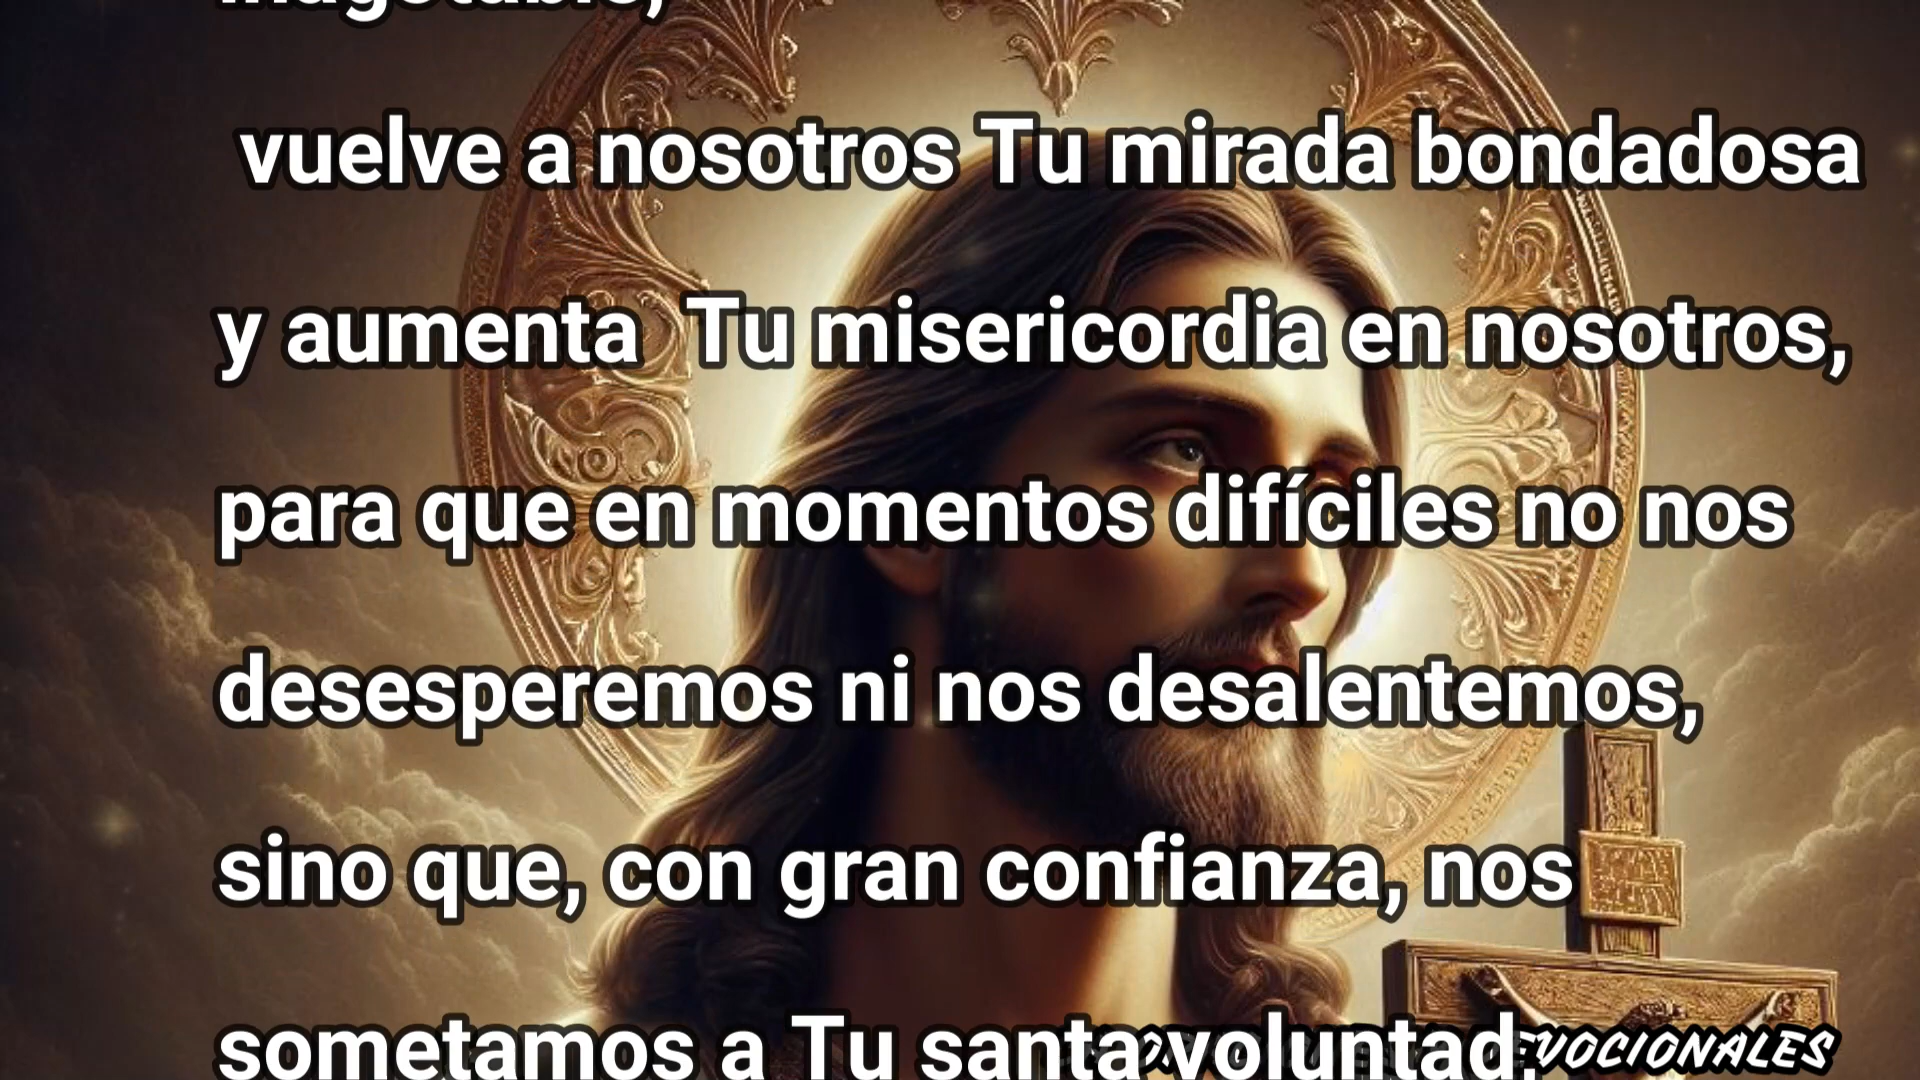 inagotable,
vuelve a nosotros Tu mirada bondadosa
y aumenta Tu misericordia en nosotros,
para que en momentos difíciles no nos
desesperemos ni nos desalentemos,
sino que, con gran confianza, nos
sometamos a Tu santa voluntad,